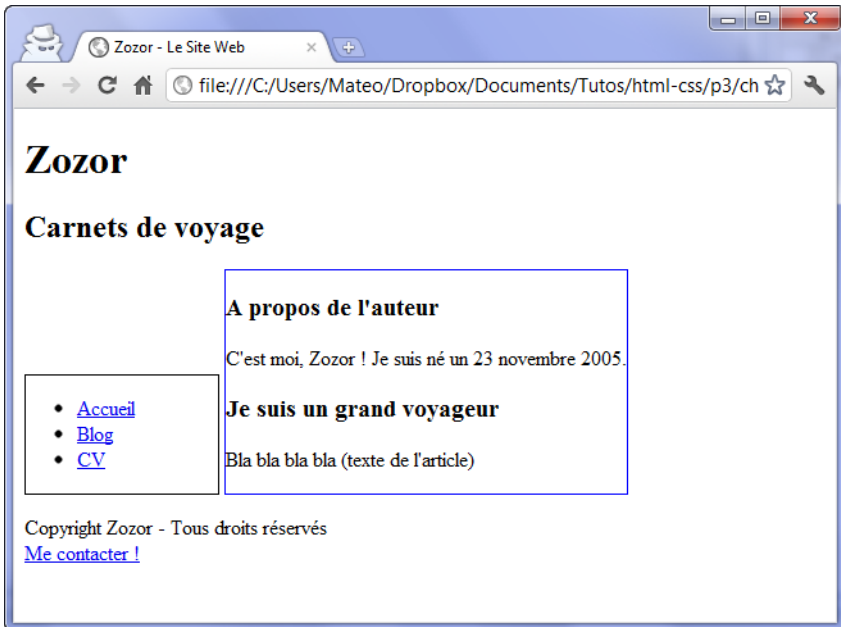 Zozor - Le Site Web
file:///C:/Users/Mateo/Dropbox/Documents/Tutos/html-css/p3/ch
Zozor
Carnets de voyage
A propos de l'auteur
C'est moi, Zozor ! Je suis né un 23 novembre 2005.
Je suis un grand voyageur
Bla bla bla bla (texte de l'article)
Accueil
Blog
CV
Copyright Zozor - Tous droits réservés
Me contacter !